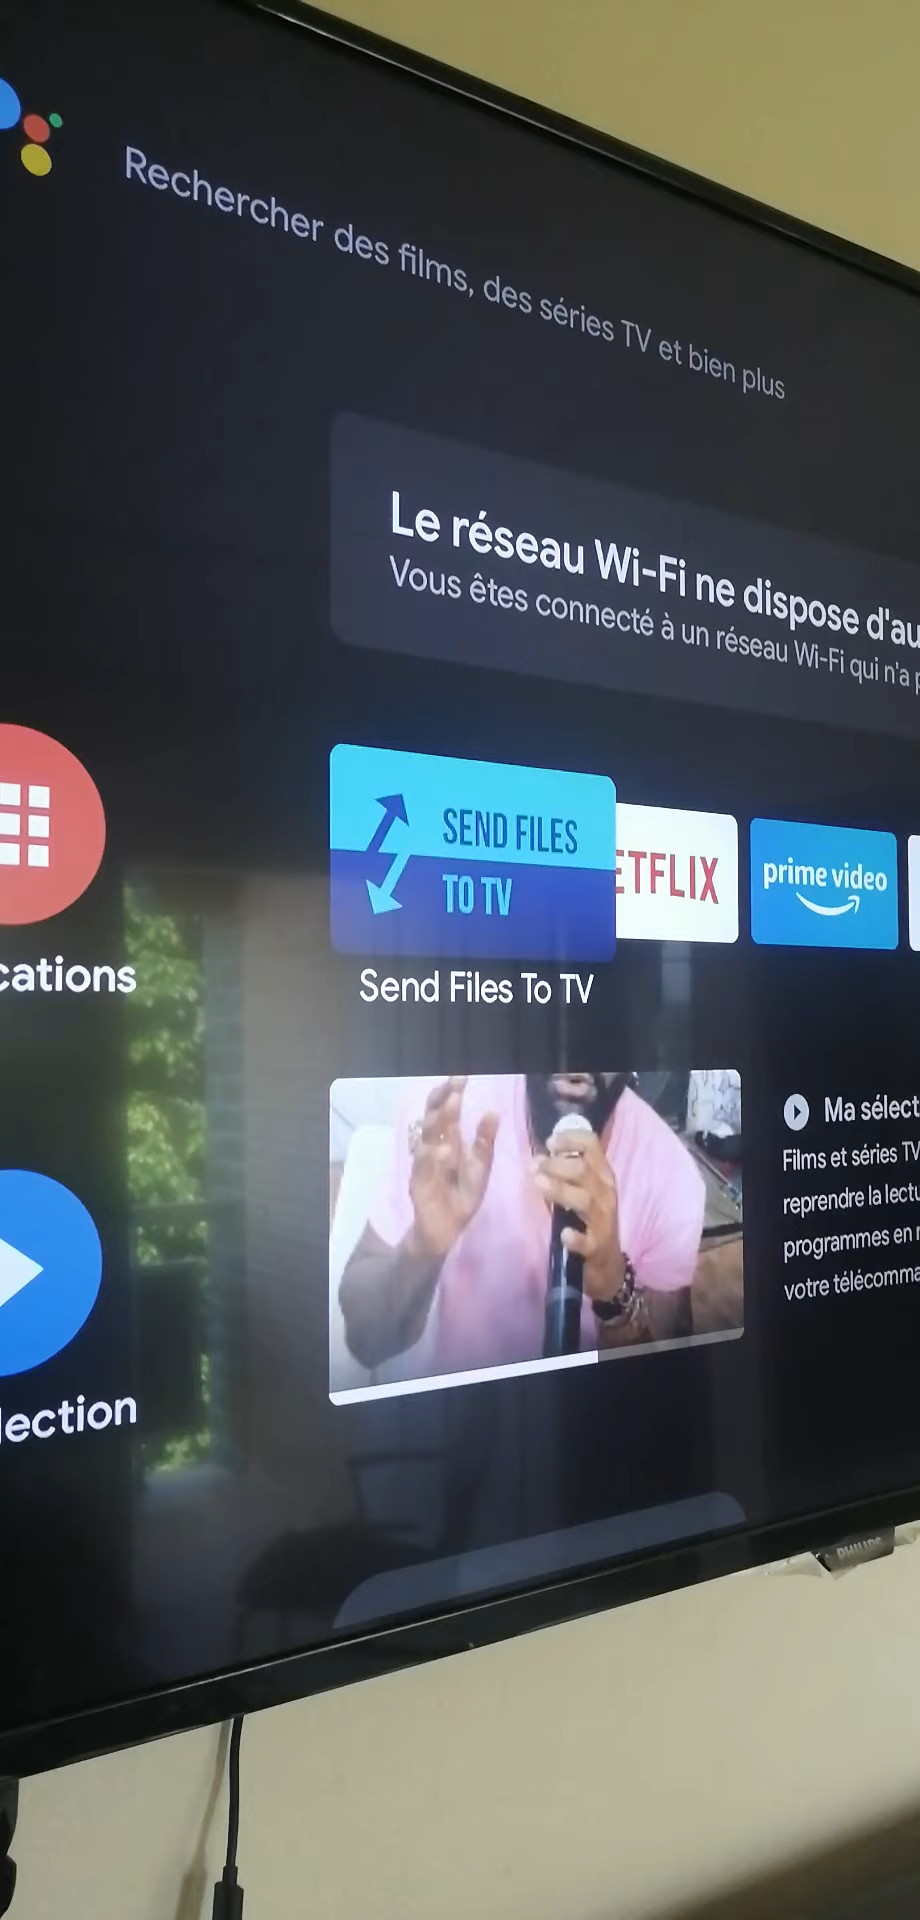 Rechercher des films, des séries TV et bien plus
Le réseau Wi-Fi ne dispose d'au
Vous êtes connecté à un réseau Wi-Fi qui n'a p
SEND FILES
TO TV
ETFLIX
prime video
Send Files To TV
cations
Ma sélect
Films et séries TV
reprendre la lectu
programmes en r
votre télécomma
lection
PHILIPS